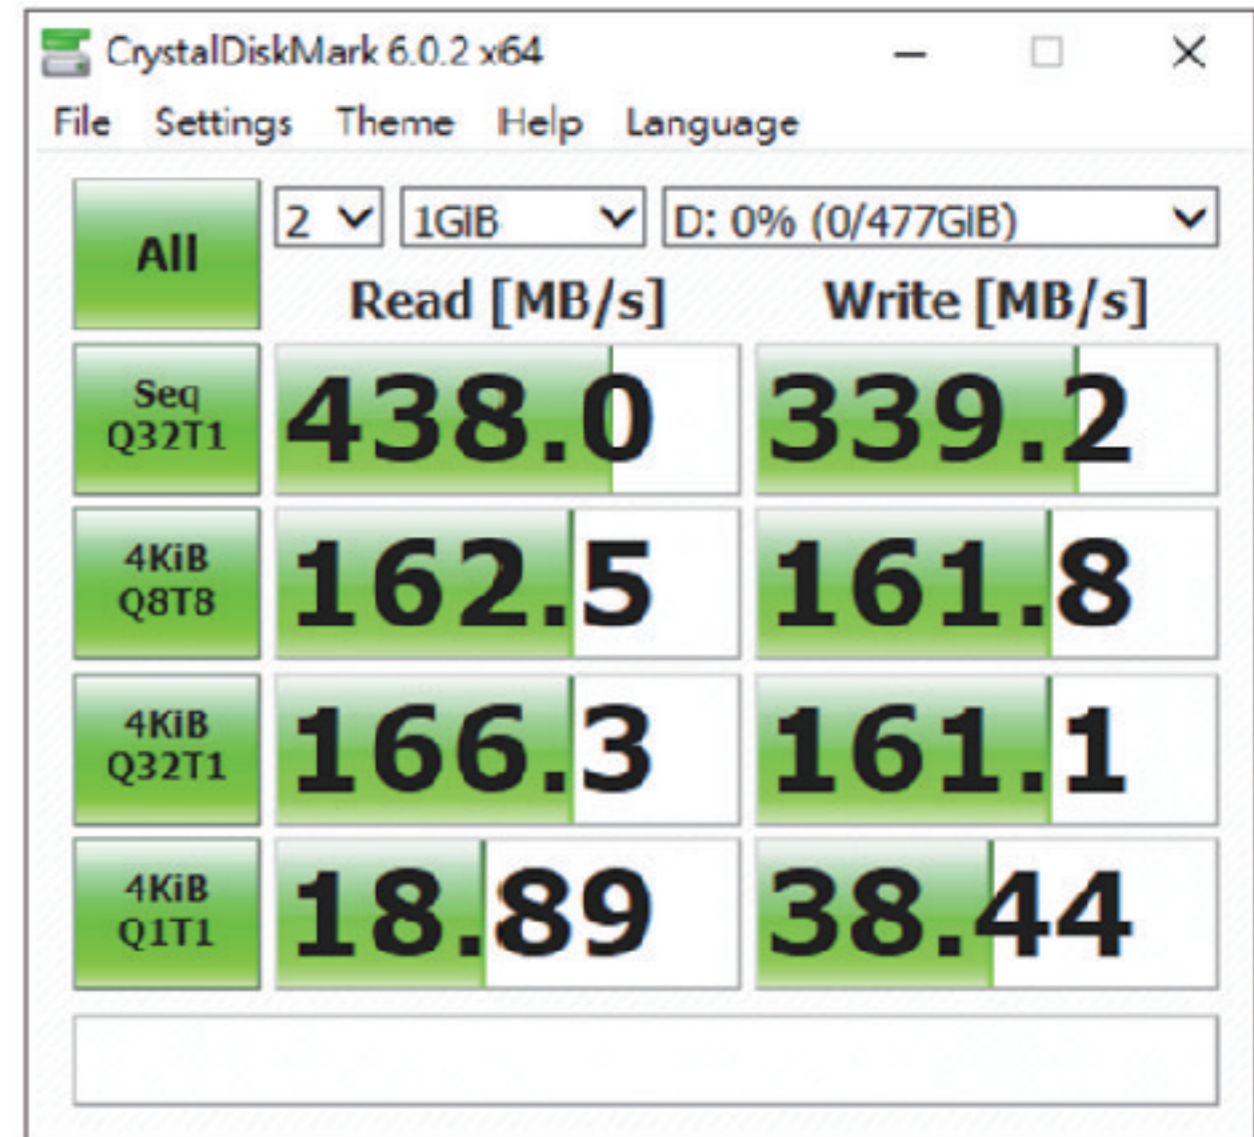 CrystalDiskMark 6.0.2 x64
File Settings Theme Help Language
All 2 1GiB D: 0% (0/477GiB)
Read [MB/s] Write [MB/s]
Seq
Q32T1
438.0 339.2
4KiB
Q8T8
162.5 161.8
4KiB
Q32T1
166.3 161.1
4KiB
Q1T1
18.89 38.44